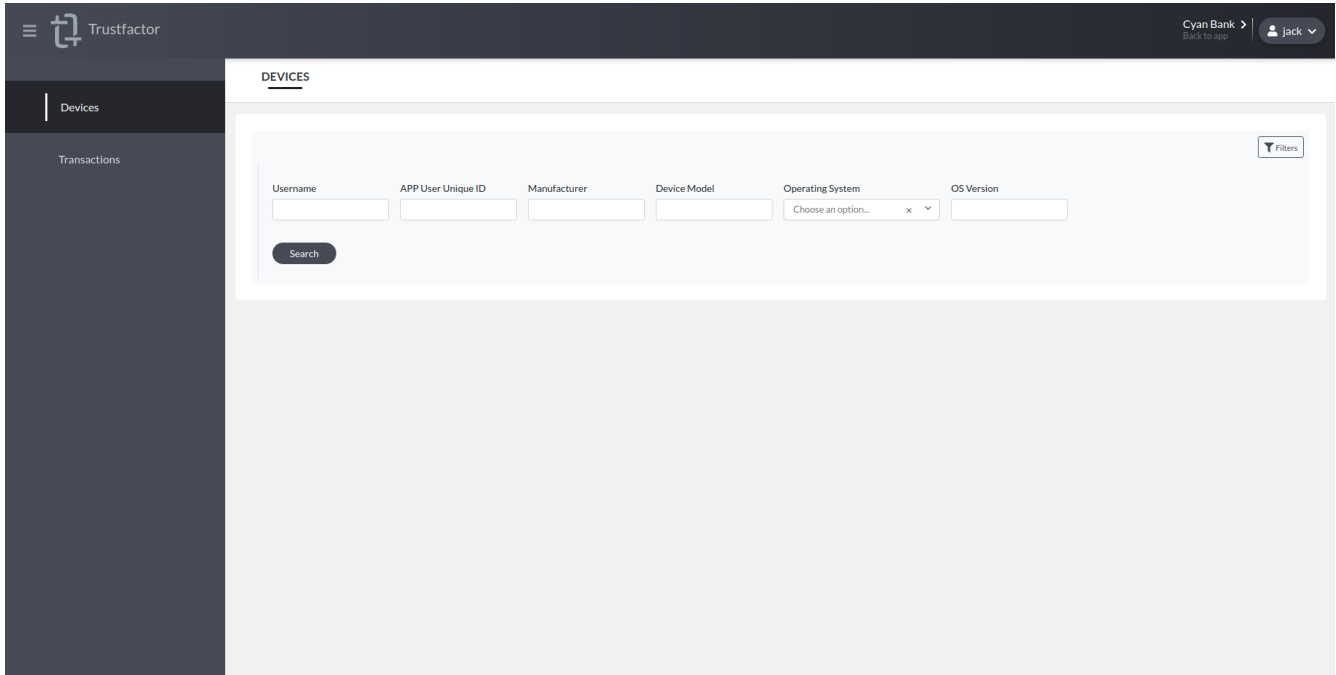 Trustfactor
Cyan Bank
Back to app
jack
Devices
Transactions
DEVICES
Filters
Username
APP User Unique ID
Manufacturer
Device Model
Operating System
OS Version
Choose an option...
Search